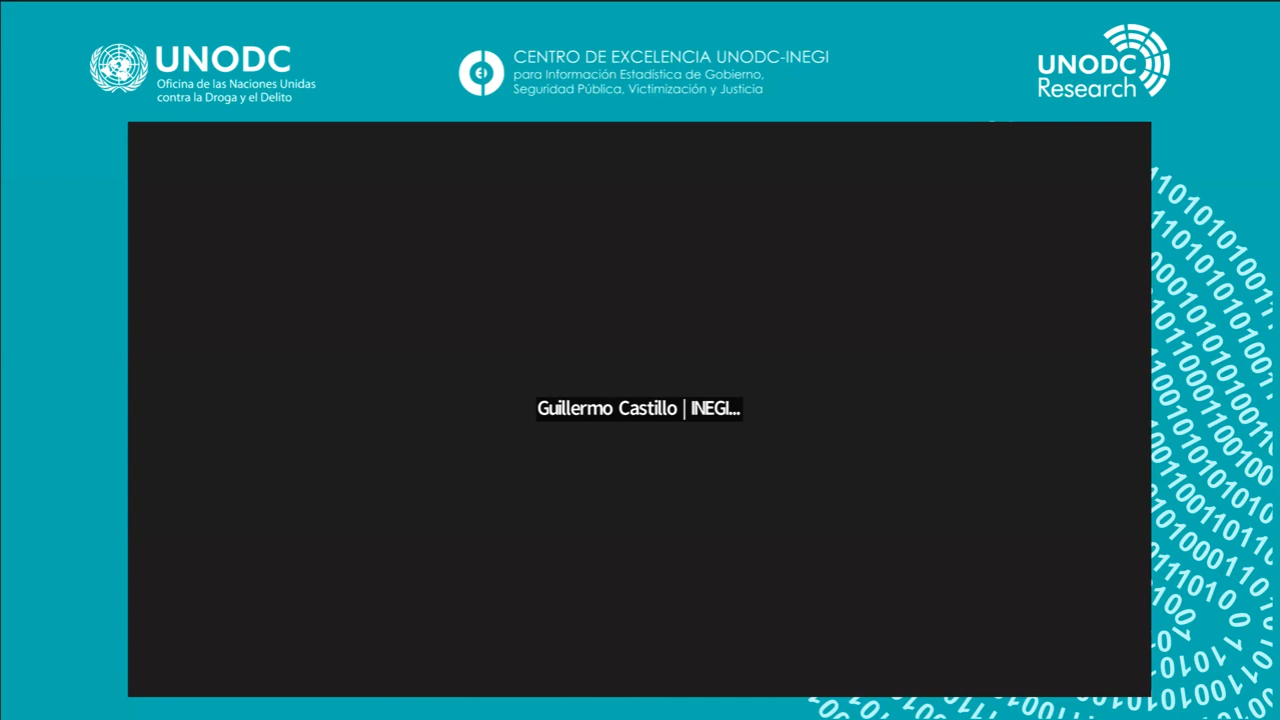 UNODC
Oficina de las Naciones Unidas
contra la Droga y el Delito
CENTRO DE EXCELENCIA UNODC-INEGI
para Información Estadística de Gobierno,
Seguridad Pública, Victimización y Justicia
UNODC
Research
Guillermo Castillo | INEGI...